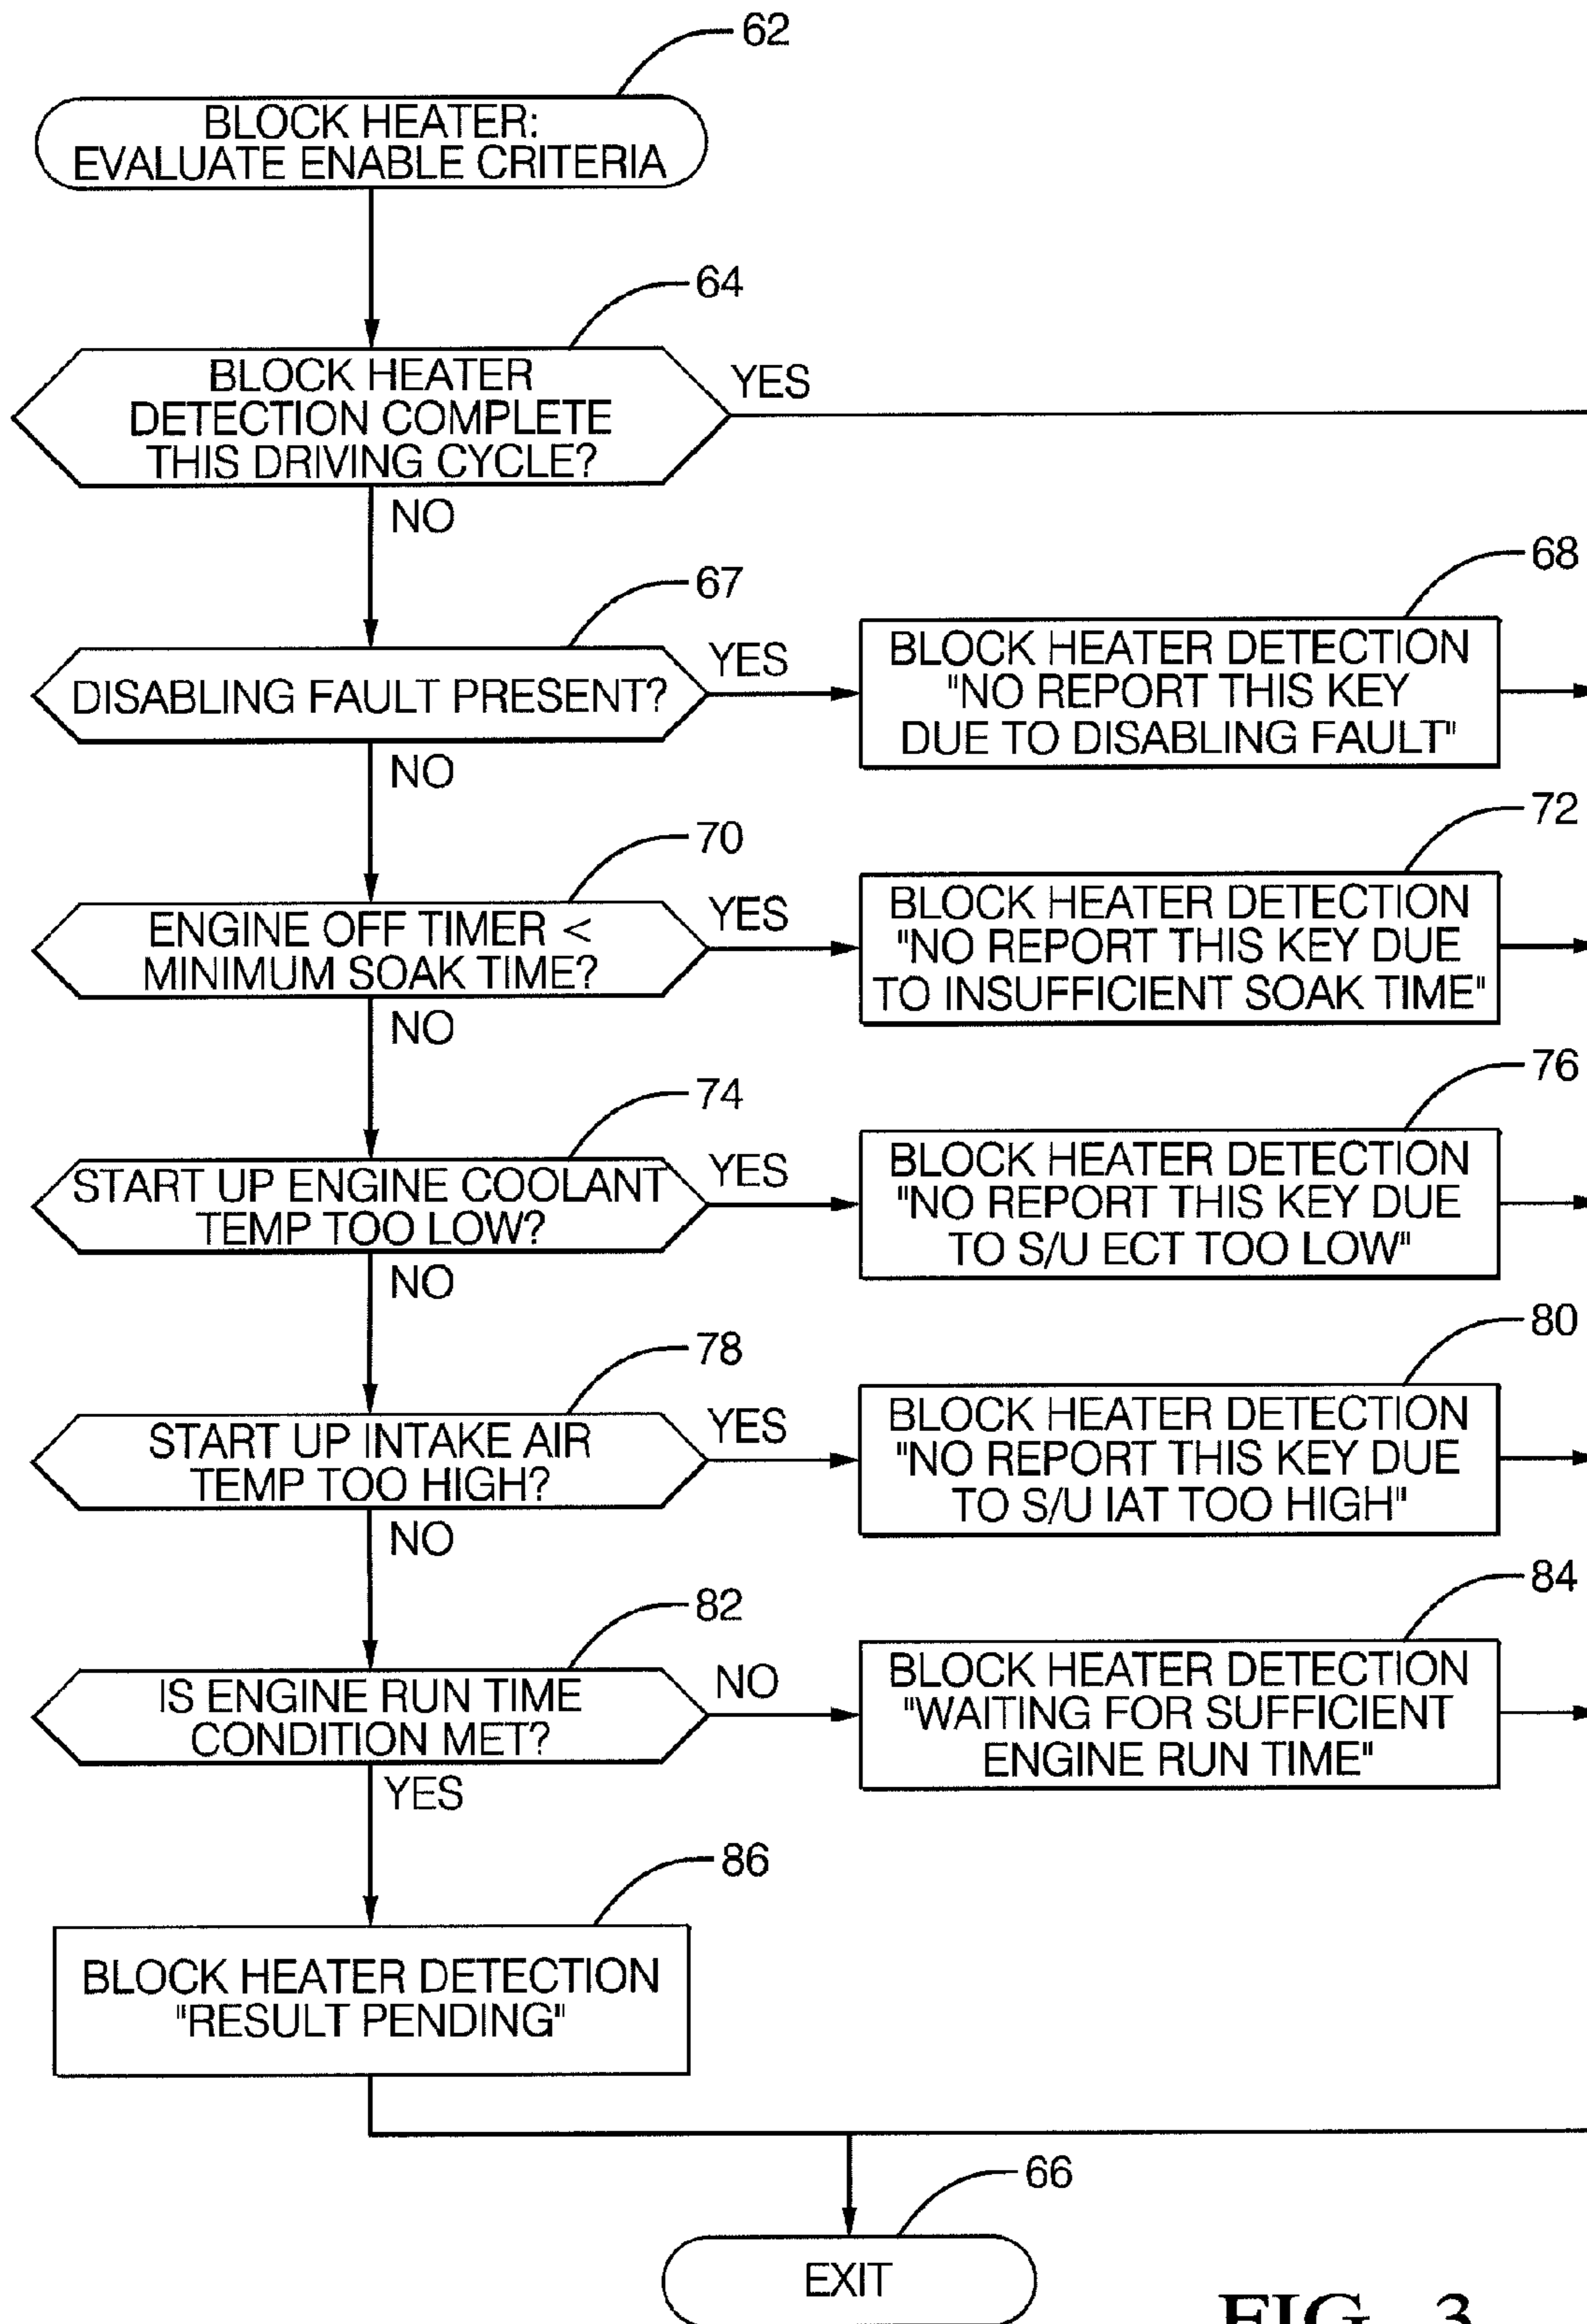 62
BLOCK HEATER:
EVALUATE ENABLE CRITERIA
64
BLOCK HEATER
DETECTION COMPLETE
THIS DRIVING CYCLE?
YES
NO
67
DISABLING FAULT PRESENT?
YES
NO
68
BLOCK HEATER DETECTION
"NO REPORT THIS KEY
DUE TO DISABLING FAULT"
70
ENGINE OFF TIMER <
MINIMUM SOAK TIME?
YES
NO
72
BLOCK HEATER DETECTION
"NO REPORT THIS KEY DUE
TO INSUFFICIENT SOAK TIME"
74
START UP ENGINE COOLANT
TEMP TOO LOW?
YES
NO
76
BLOCK HEATER DETECTION
"NO REPORT THIS KEY DUE
TO S/U ECT TOO LOW"
78
START UP INTAKE AIR
TEMP TOO HIGH?
YES
NO
80
BLOCK HEATER DETECTION
"NO REPORT THIS KEY DUE
TO S/U IAT TOO HIGH"
82
IS ENGINE RUN TIME
CONDITION MET?
NO
YES
84
BLOCK HEATER DETECTION
"WAITING FOR SUFFICIENT
ENGINE RUN TIME"
86
BLOCK HEATER DETECTION
"RESULT PENDING"
66
EXIT
FIG. 3